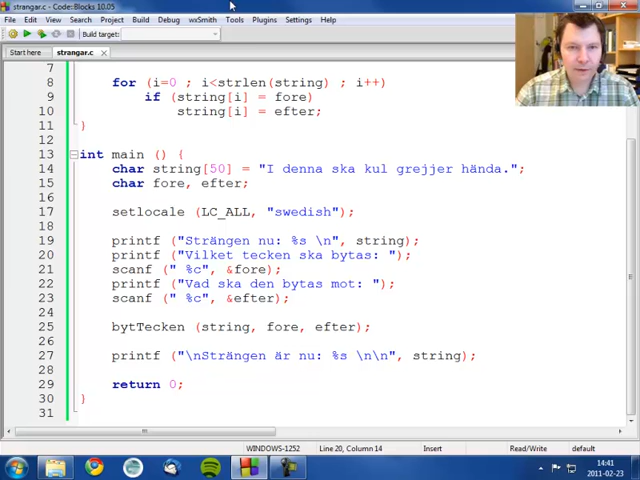 strangar.c - Code::Blocks 10.05
File Edit View Search Project Build Debug wxSmith Tools Plugins Settings Help
Build target:
Start here strangar.c
7
8 for (i=0 ; i<strlen(string) ; i++)
9 if (string[i] = fore)
10 string[i] = efter;
11 }
12
13 int main () {
14 char string[50] = "I denna ska kul grejjer hända.";
15 char fore, efter;
16
17 setlocale (LC_ALL, "swedish");
18
19 printf ("Strängen nu: %s \n", string);
20 printf ("Vilket tecken ska bytas: ");
21 scanf (" %c", &fore);
22 printf ("Vad ska den bytas mot: ");
23 scanf (" %c", &efter);
24
25 bytTecken (string, fore, efter);
26
27 printf ("\nSträngen är nu: %s \n\n", string);
28
29 return 0;
30 }
31
WINDOWS-1252 Line 20, Column 14 Insert Read/Write default
14:41
2011-02-23